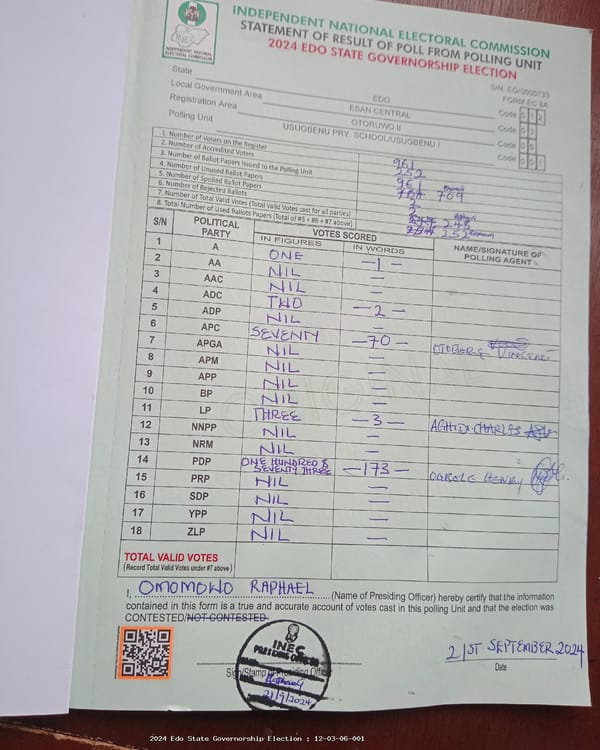 INDEPENDENT NATIONAL ELECTORAL COMMISSION
STATEMENT OF RESULT OF POLL FROM POLLING UNIT
2024 EDO STATE GOVERNORSHIP ELECTION
INEC
INDEPENDENT NATIONAL ELECTORAL COMMISSION
S/N: EG/0000733
FORM EC 8A
State EDO Code 0 1 2
Local Government Area ESAN CENTRAL Code 0 3
Registration Area OTORUWO II Code 0 6
Polling Unit USUGBENU PRY. SCHOOL/USUGBENU I Code 0 0 1
1. Number of Voters on the Register 961
2. Number of Accredited Voters 252
3. Number of Ballot Papers Issued to the Polling Unit 961
4. Number of Unused Ballot Papers 709
5. Number of Spoiled Ballot Papers
6. Number of Rejected Ballots
7. Number of Total Valid Votes (Total Valid Votes cast for all parties) 248
8. Total Number of Used Ballots Papers (Total of #5 + #6 + #7 above) 252
S/N POLITICAL PARTY VOTES SCORED NAME/SIGNATURE OF POLLING AGENT
IN FIGURES IN WORDS
1 A ONE -1-
2 AA NIL —
3 AAC NIL —
4 ADC TWO -2-
5 ADP NIL —
6 APC SEVENTY -70- VINCENT
7 APGA NIL —
8 APM NIL —
9 APP NIL —
10 BP NIL —
11 LP THREE -3- CHARLES
12 NNPP NIL —
13 NRM NIL —
14 PDP ONE HUNDRED & SEVENTY THREE -173- HENRY
15 PRP NIL —
16 SDP NIL —
17 YPP NIL —
18 ZLP NIL —
TOTAL VALID VOTES
(Record Total Valid Votes under #7 above)
I, OMOMOWO RAPHAEL (Name of Presiding Officer) hereby certify that the information
contained in this form is a true and accurate account of votes cast in this polling Unit and that the election was
CONTESTED/NOT CONTESTED.
INEC
PRESIDING OFFICER
21/9/2024
Sign/Stamp of Presiding Officer
21ST SEPTEMBER 2024
Date
2024 Edo State Governorship Election : 12-03-06-001